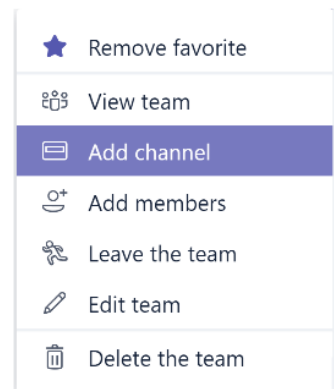 Remove favorite
View team
Add channel
Add members
Leave the team
Edit team
Delete the team